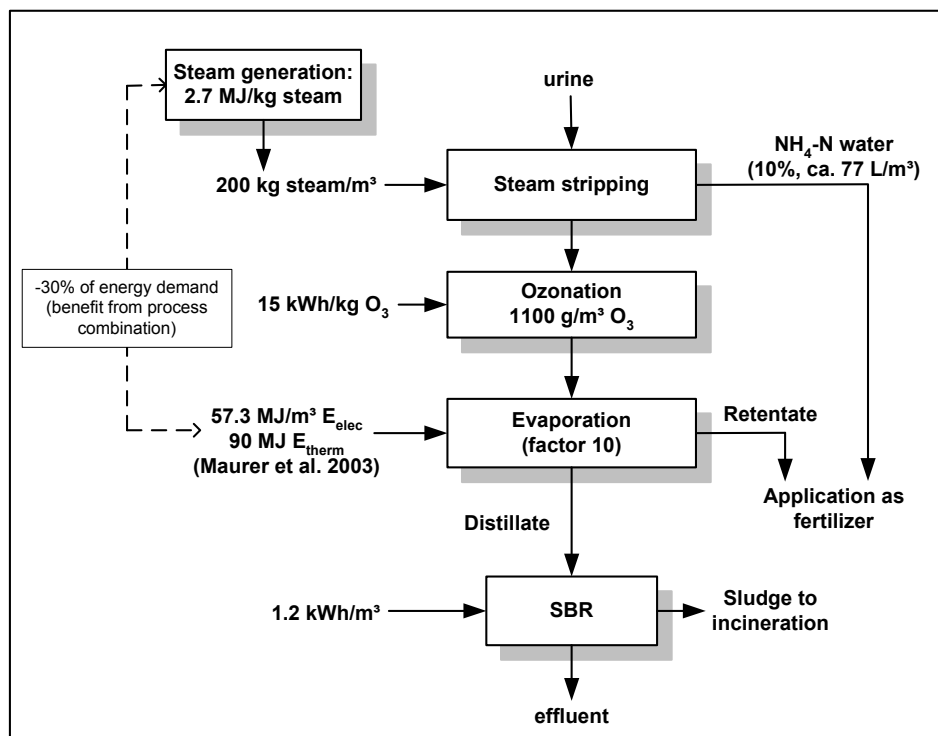 Steam generation:
2.7 MJ/kg steam
urine
NH₄-N water
(10%, ca. 77 L/m³)
200 kg steam/m³
Steam stripping
-30% of energy demand
(benefit from process
combination)
15 kWh/kg O₃
Ozonation
1100 g/m³ O₃
57.3 MJ/m³ Eelec
90 MJ Etherm
(Maurer et al. 2003)
Evaporation
(factor 10)
Retentate
Application as
fertilizer
Distillate
1.2 kWh/m³
SBR
Sludge to
incineration
effluent